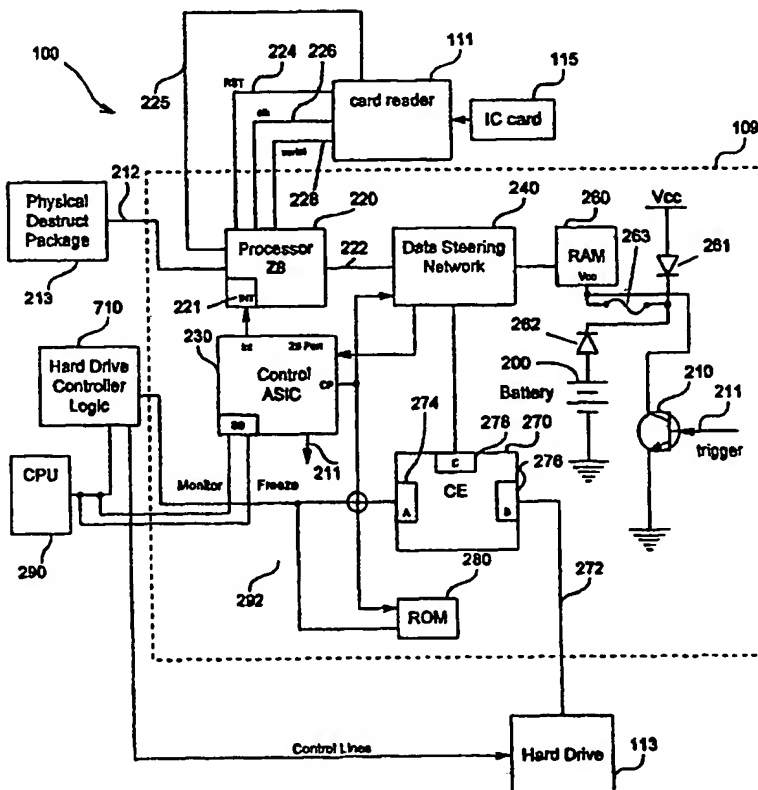 100
225
RST
224
226
111
115
clk
card reader
IC card
serial
109
212
228
220
240
260
Vcc
Physical
Destruct
Package
Processor
Z8
222
Data Steering
Network
RAM
Vcc
263
261
213
221
INT
262
710
230
Int
Z8 Port
200
210
Hard Drive
Controller
Logic
Control
ASIC
CP
Battery
274
278
270
276
211
trigger
CPU
211
C
A
CE
B
Monitor
Freeze
290
292
280
ROM
272
Control Lines
Hard Drive
113